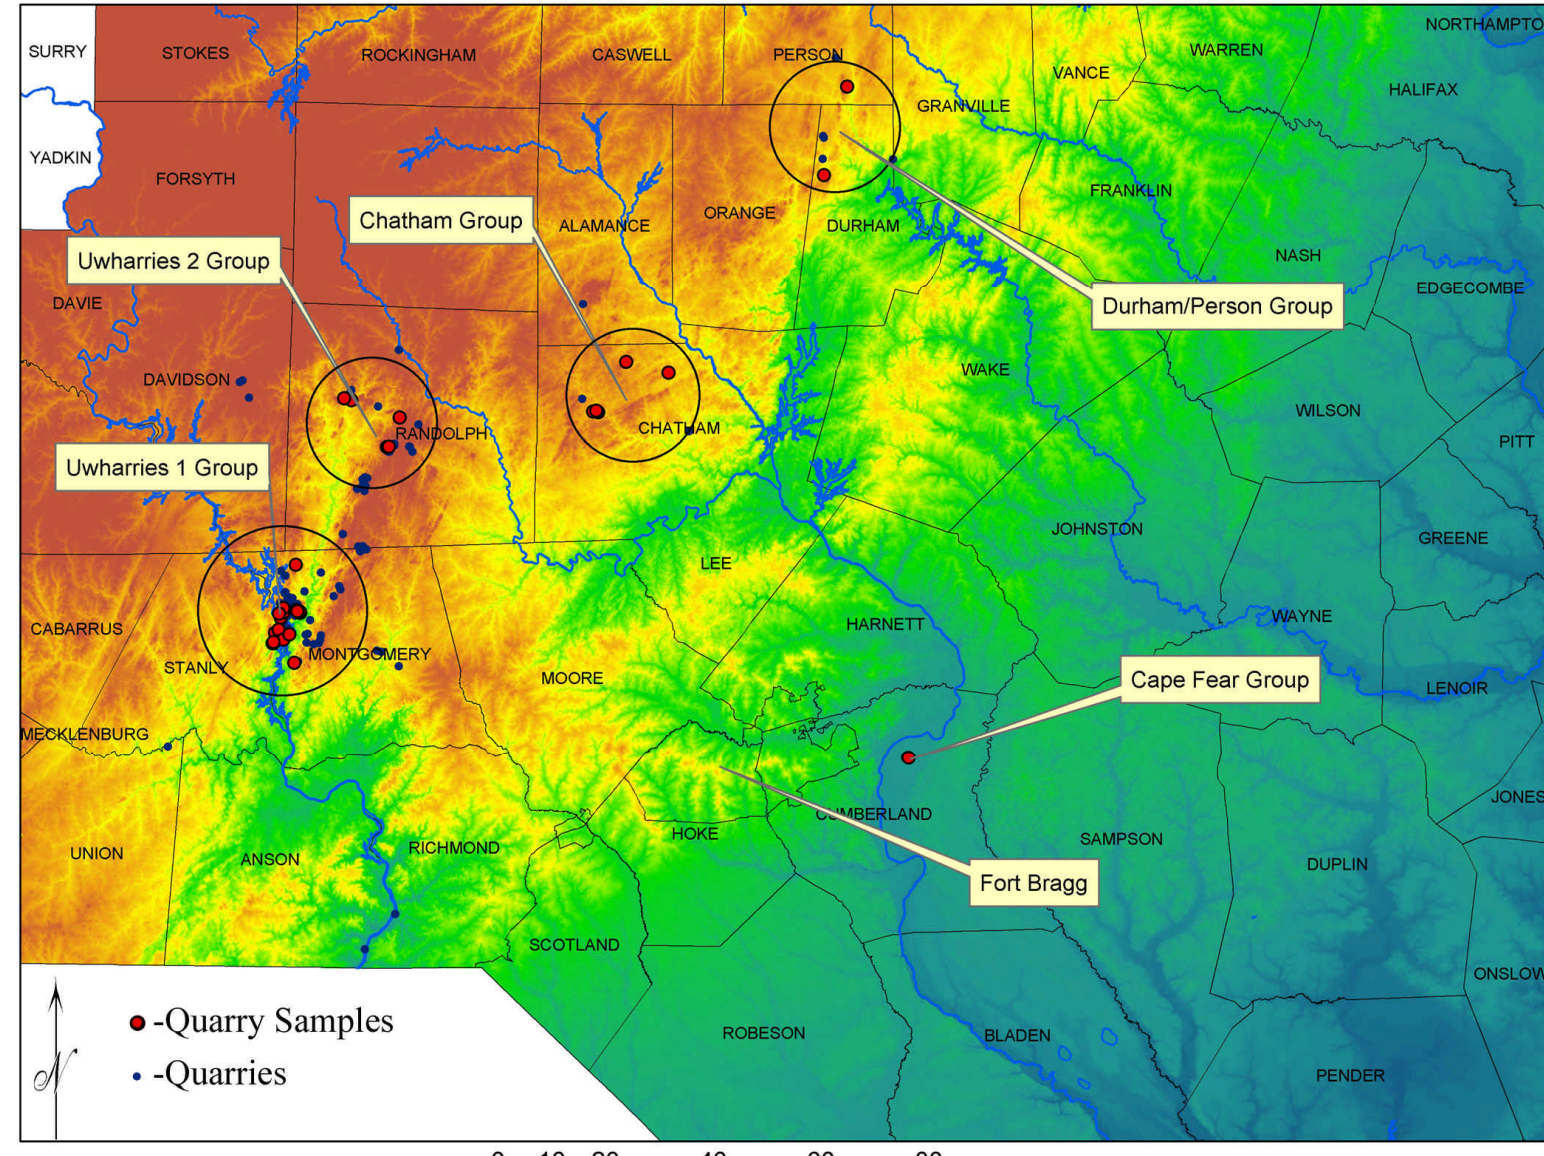 NORTHAMPTO
SURRY
STOKES
ROCKINGHAM
CASWELL
PERSON
VANCE
WARREN
HALIFAX
GRANVILLE
YADKIN
FORSYTH
FRANKLIN
Chatham Group
ALAMANCE
ORANGE
DURHAM
NASH
Uwharries 2 Group
EDGECOMBE
DAVIE
Durham/Person Group
DAVIDSON
WAKE
WILSON
RANDOLPH
CHATHAM
PITT
Uwharries 1 Group
JOHNSTON
GREENE
LEE
CABARRUS
HARNETT
WAYNE
STANLY
MONTGOMERY
MOORE
Cape Fear Group
LENOIR
MECKLENBURG
JONES
CUMBERLAND
UNION
ANSON
RICHMOND
HOKE
SAMPSON
DUPLIN
Fort Bragg
SCOTLAND
ONSLOW
-Quarry Samples
ROBESON
BLADEN
-Quarries
PENDER
N